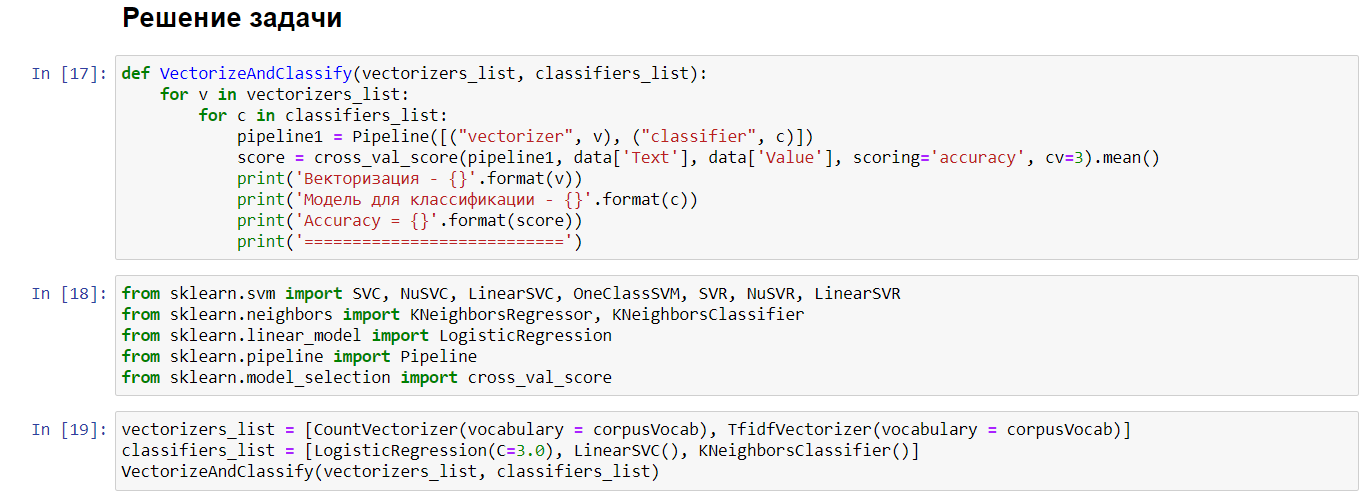 Решение задачи
In [17]: def VectorizeAndClassify(vectorizers_list, classifiers_list):
    for v in vectorizers_list:
        for c in classifiers_list:
            pipeline1 = Pipeline([("vectorizer", v), ("classifier", c)])
            score = cross_val_score(pipeline1, data['Text'], data['Value'], scoring='accuracy', cv=3).mean()
            print('Векторизация - {}'.format(v))
            print('Модель для классификации - {}'.format(c))
            print('Accuracy = {}'.format(score))
            print('===========================')
In [18]: from sklearn.svm import SVC, NuSVC, LinearSVC, OneClassSVM, SVR, NuSVR, LinearSVR
from sklearn.neighbors import KNeighborsRegressor, KNeighborsClassifier
from sklearn.linear_model import LogisticRegression
from sklearn.pipeline import Pipeline
from sklearn.model_selection import cross_val_score
In [19]: vectorizers_list = [CountVectorizer(vocabulary = corpusVocab), TfidfVectorizer(vocabulary = corpusVocab)]
classifiers_list = [LogisticRegression(C=3.0), LinearSVC(), KNeighborsClassifier()]
VectorizeAndClassify(vectorizers_list, classifiers_list)